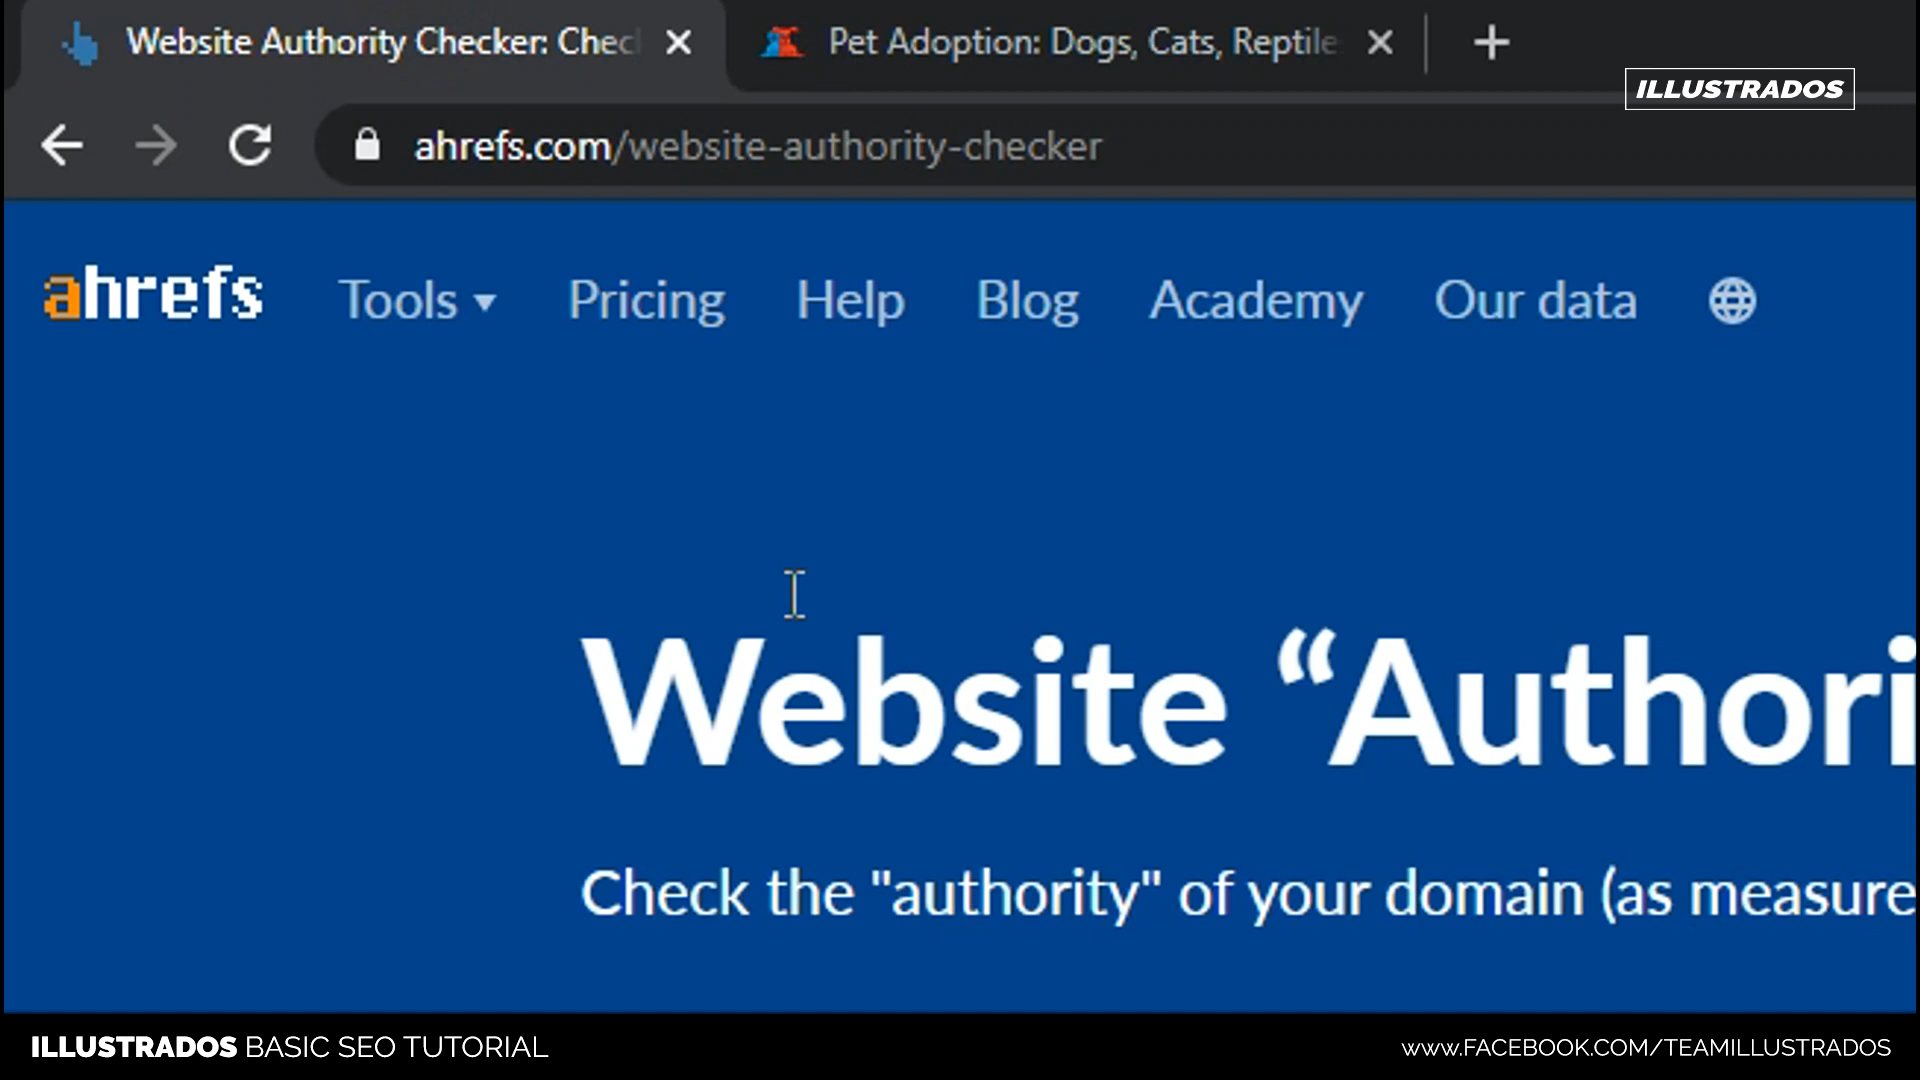 Website Authority Checker: Chec
Pet Adoption: Dogs, Cats, Reptile
ILLUSTRADOS
ahrefs.com/website-authority-checker
ahrefs Tools Pricing Help Blog Academy Our data
Website “Authori
Check the "authority" of your domain (as measure
ILLUSTRADOS BASIC SEO TUTORIAL
WWW.FACEBOOK.COM/TEAMILLUSTRADOS